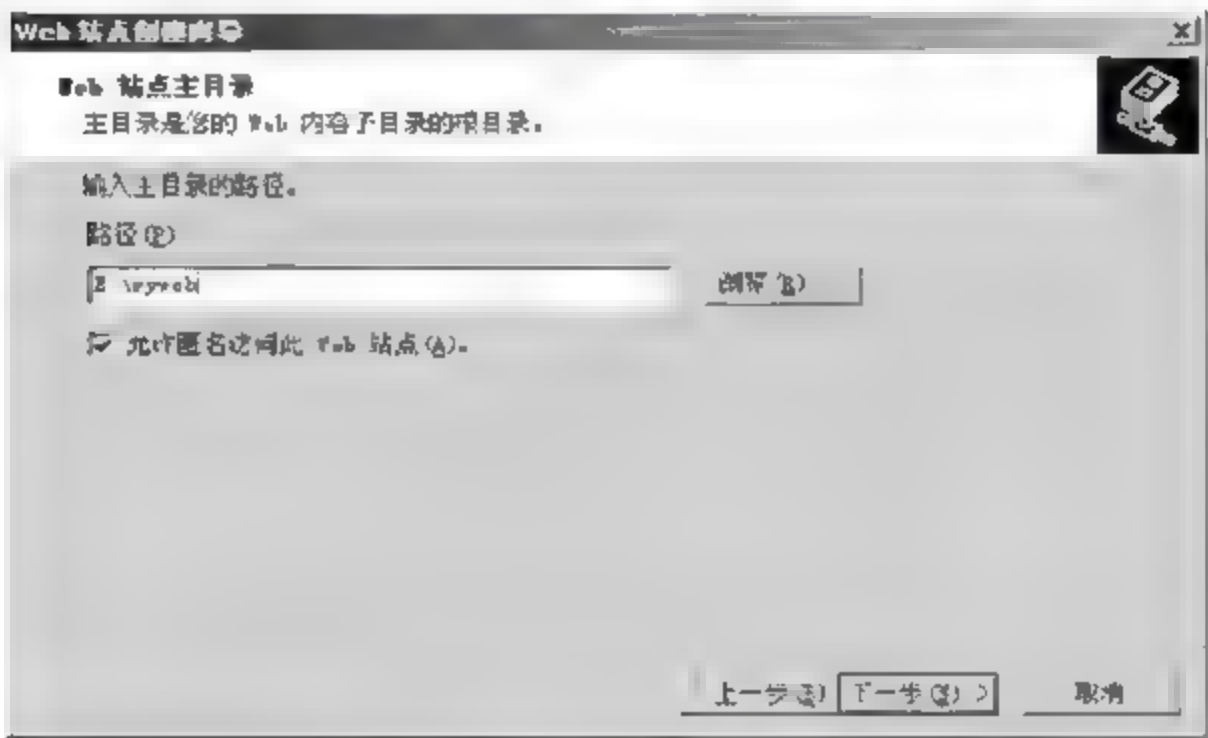 Web 站点创建向导
Web 站点主目录
主目录是您的 Web 内容子目录的根目录。
输入主目录的路径。
路径(P)
\myweb
浏览(R)
允许匿名访问此 Web 站点(A)。
上一步(B)
下一步(N) >
取消